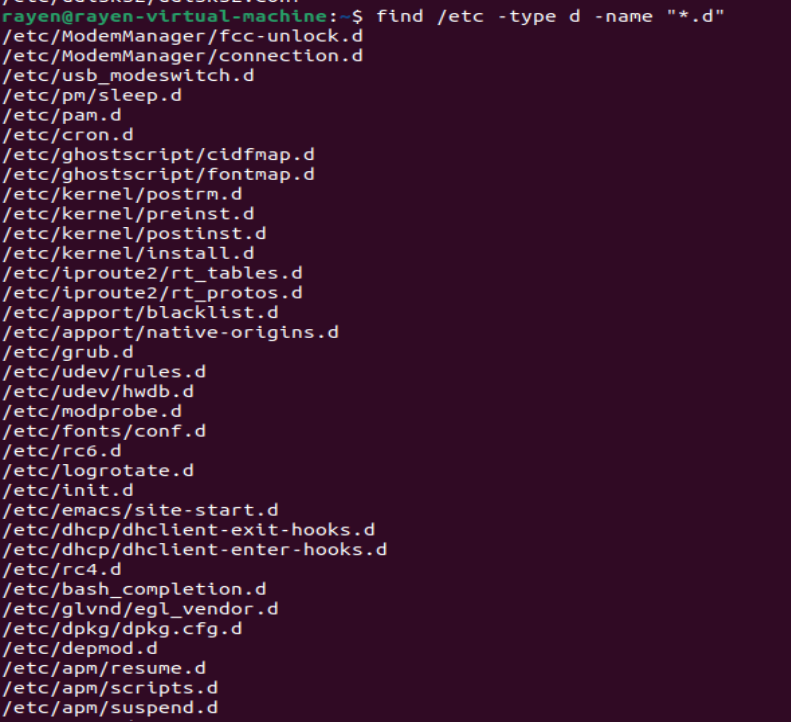 rayen@rayen-virtual-machine:~$ find /etc -type d -name "*.d"
/etc/ModemManager/fcc-unlock.d
/etc/ModemManager/connection.d
/etc/usb_modeswitch.d
/etc/pm/sleep.d
/etc/pam.d
/etc/cron.d
/etc/ghostscript/cidfmap.d
/etc/ghostscript/fontmap.d
/etc/kernel/postrm.d
/etc/kernel/preinst.d
/etc/kernel/postinst.d
/etc/kernel/install.d
/etc/iproute2/rt_tables.d
/etc/iproute2/rt_protos.d
/etc/apport/blacklist.d
/etc/apport/native-origins.d
/etc/grub.d
/etc/udev/rules.d
/etc/udev/hwdb.d
/etc/modprobe.d
/etc/fonts/conf.d
/etc/rc6.d
/etc/logrotate.d
/etc/init.d
/etc/emacs/site-start.d
/etc/dhcp/dhclient-exit-hooks.d
/etc/dhcp/dhclient-enter-hooks.d
/etc/rc4.d
/etc/bash_completion.d
/etc/glvnd/egl_vendor.d
/etc/dpkg/dpkg.cfg.d
/etc/depmod.d
/etc/apm/resume.d
/etc/apm/scripts.d
/etc/apm/suspend.d